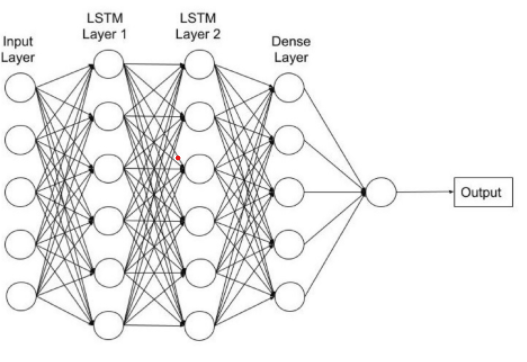 Input
Layer
LSTM
Layer 1
LSTM
Layer 2
Dense
Layer
Output